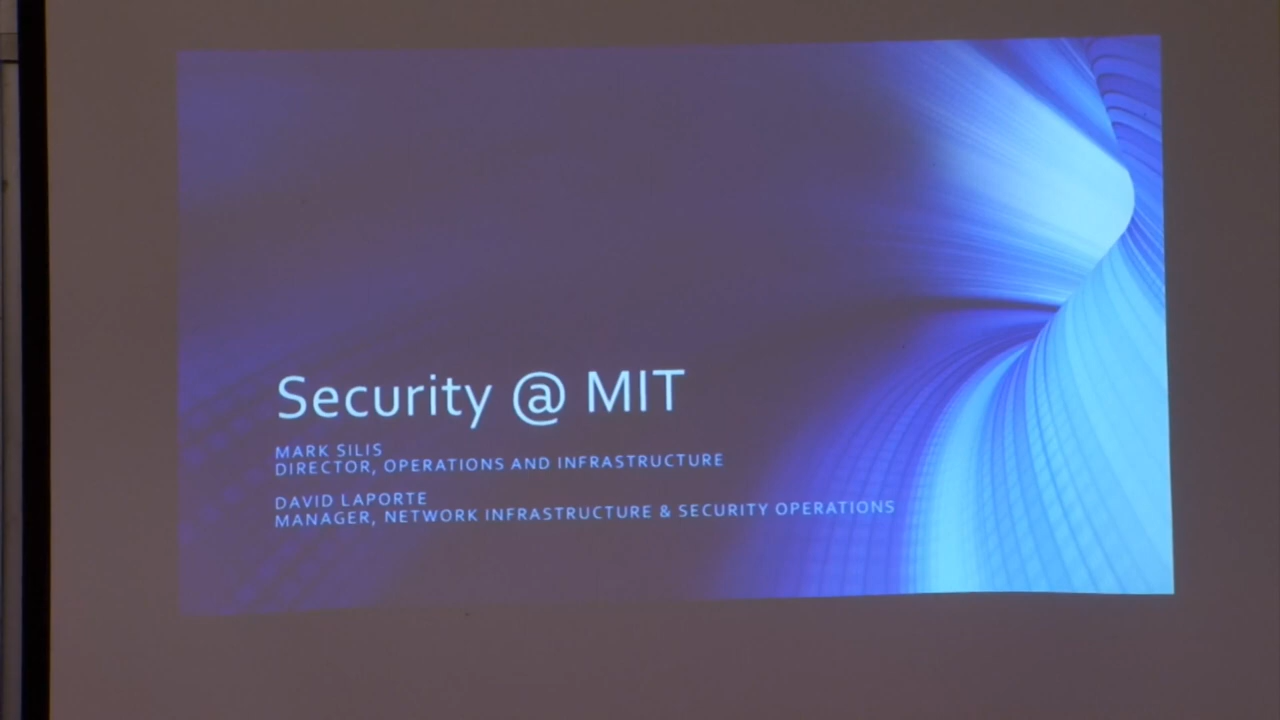 Security @ MIT
MARK SILIS
DIRECTOR, OPERATIONS AND INFRASTRUCTURE
DAVID LAPORTE
MANAGER, NETWORK INFRASTRUCTURE & SECURITY OPERATIONS